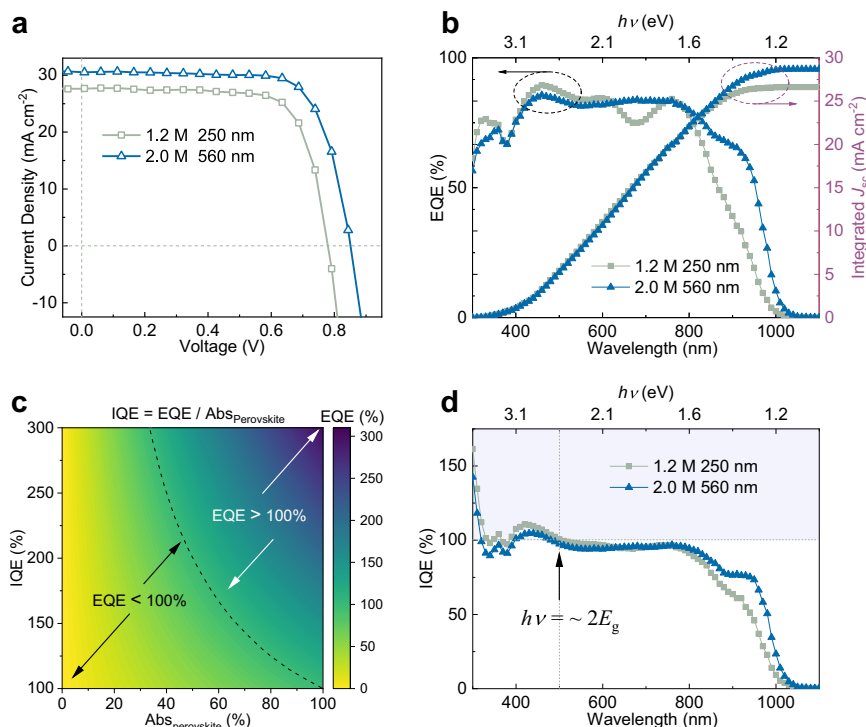 a
Current Density (mA cm⁻²)
30
20
10
0
-10
1.2 M 250 nm
2.0 M 560 nm
0.0 0.2 0.4 0.6 0.8
Voltage (V)
b
hν (eV)
3.1 2.1 1.6 1.2
100
50
0
EQE (%)
30
25
20
15
10
5
0
Integrated J_sc (mA cm⁻²)
1.2 M 250 nm
2.0 M 560 nm
400 600 800 1000
Wavelength (nm)
c
IQE = EQE / Abs_Perovskite
EQE (%)
300
250
200
150
100
IQE (%)
EQE > 100%
EQE < 100%
300
250
200
150
100
50
0
0 20 40 60 80 100
Abs_perovskite (%)
d
hν (eV)
3.1 2.1 1.6 1.2
150
100
50
0
IQE (%)
1.2 M 250 nm
2.0 M 560 nm
hν = ~ 2E_g
400 600 800 1000
Wavelength (nm)